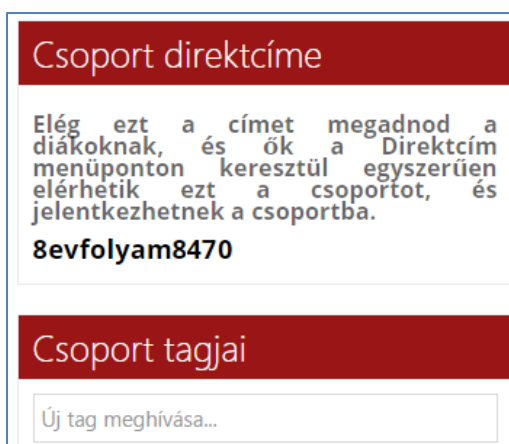 Csoport direktcíme
Elég ezt a címet megadnod a
diákoknak, és ők a Direktcím
menüponton keresztül egyszerűen
elérhetik ezt a csoportot, és
jelentkezhetnek a csoportba.
8evfolyam8470
Csoport tagjai
Új tag meghívása...